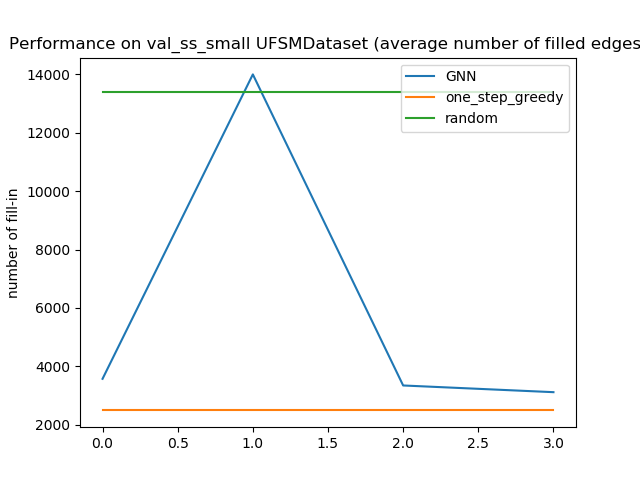 Performance on val_ss_small UFSMDataset (average number of filled edges
number of fill-in
14000
12000
10000
8000
6000
4000
2000
GNN
one_step_greedy
random
0.0 0.5 1.0 1.5 2.0 2.5 3.0